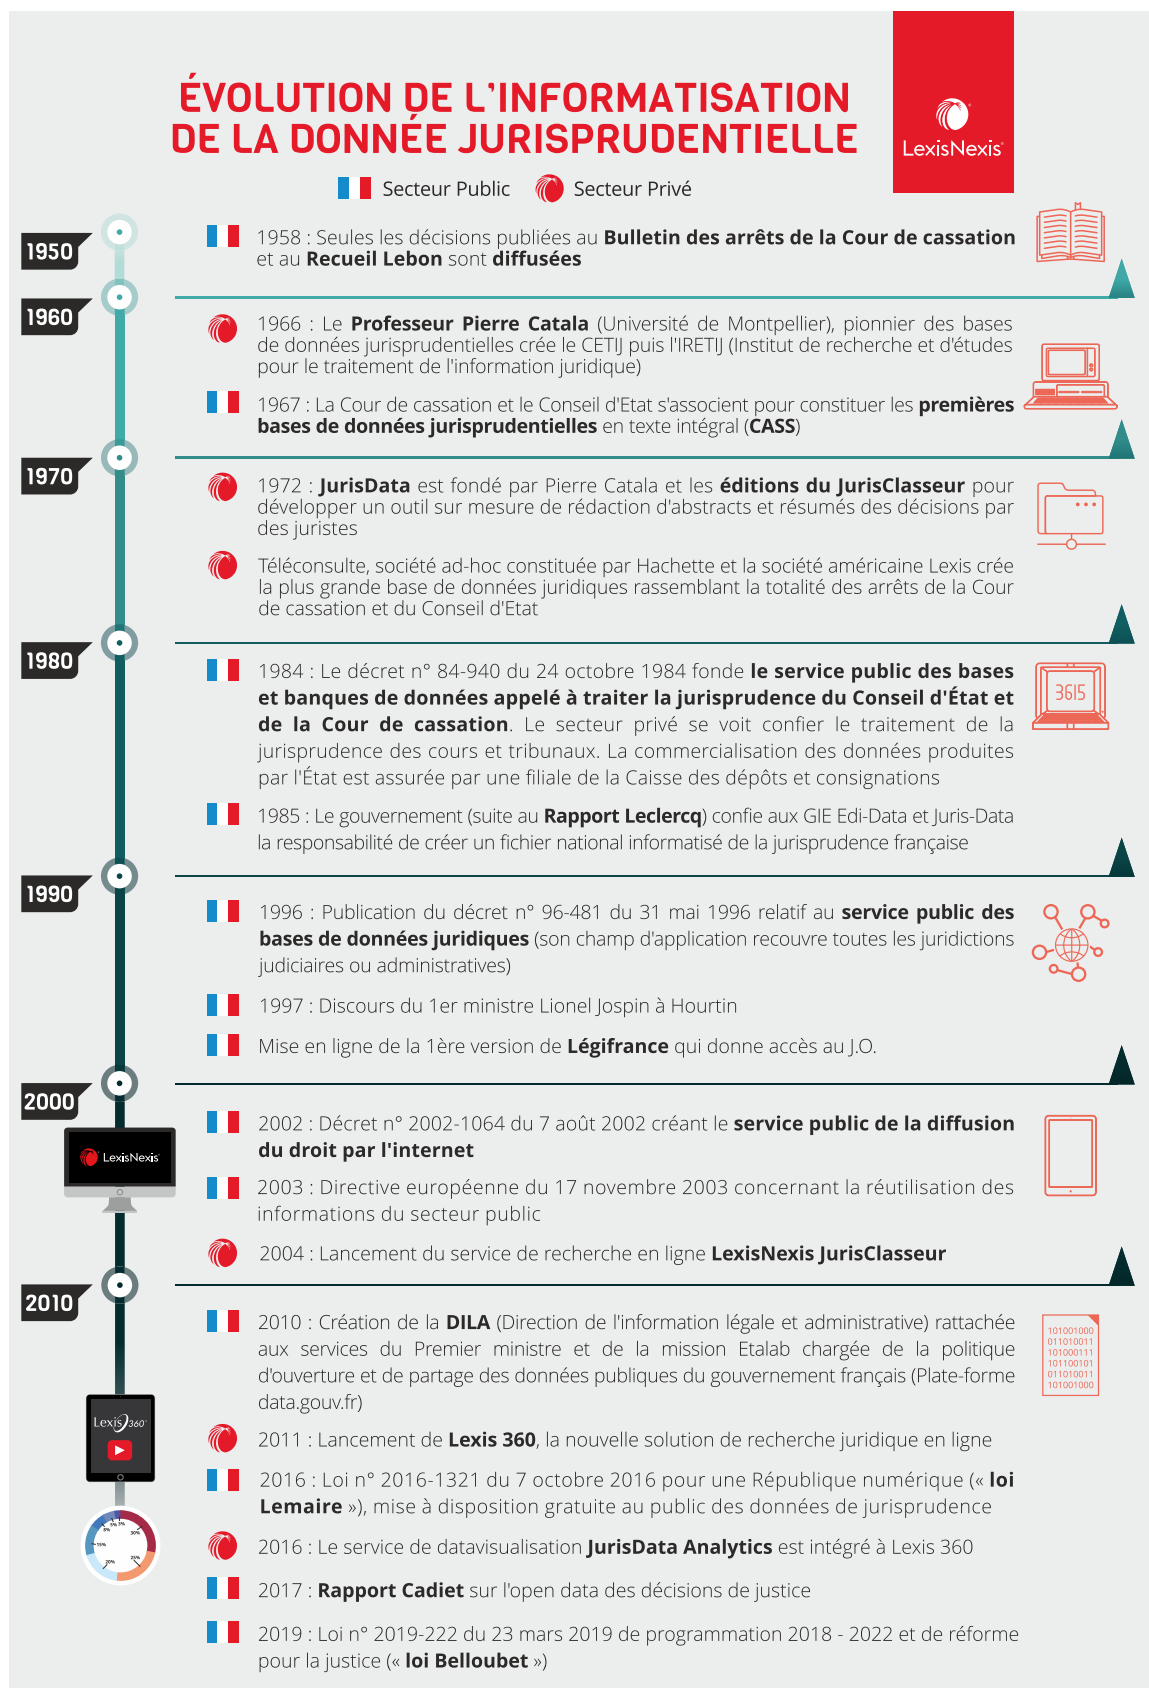 ÉVOLUTION DE L'INFORMATISATION
DE LA DONNÉE JURISPRUDENTIELLE
LexisNexis®
Secteur Public
Secteur Privé
1950
1958 : Seules les décisions publiées au Bulletin des arrêts de la Cour de cassation
et au Recueil Lebon sont diffusées
1960
1966 : Le Professeur Pierre Catala (Université de Montpellier), pionnier des bases
de données jurisprudentielles crée le CETIJ puis l'IRETIJ (Institut de recherche et d'études
pour le traitement de l'information juridique)
1967 : La Cour de cassation et le Conseil d'Etat s'associent pour constituer les premières
bases de données jurisprudentielles en texte intégral (CASS)
1970
1972 : JurisData est fondé par Pierre Catala et les éditions du JurisClasseur pour
développer un outil sur mesure de rédaction d'abstracts et résumés des décisions par
des juristes
Téléconsulte, société ad-hoc constituée par Hachette et la société américaine Lexis crée
la plus grande base de données juridiques rassemblant la totalité des arrêts de la Cour
de cassation et du Conseil d'Etat
1980
1984 : Le décret n° 84-940 du 24 octobre 1984 fonde le service public des bases
et banques de données appelé à traiter la jurisprudence du Conseil d'État et
de la Cour de cassation. Le secteur privé se voit confier le traitement de la
jurisprudence des cours et tribunaux. La commercialisation des données produites
par l'État est assurée par une filiale de la Caisse des dépôts et consignations
3615
1985 : Le gouvernement (suite au Rapport Leclercq) confie aux GIE Edi-Data et Juris-Data
la responsabilité de créer un fichier national informatisé de la jurisprudence française
1990
1996 : Publication du décret n° 96-481 du 31 mai 1996 relatif au service public des
bases de données juridiques (son champ d'application recouvre toutes les juridictions
judiciaires ou administratives)
1997 : Discours du 1er ministre Lionel Jospin à Hourtin
Mise en ligne de la 1ère version de Légifrance qui donne accès au J.O.
2000
LexisNexis
2002 : Décret n° 2002-1064 du 7 août 2002 créant le service public de la diffusion
du droit par l'internet
2003 : Directive européenne du 17 novembre 2003 concernant la réutilisation des
informations du secteur public
2004 : Lancement du service de recherche en ligne LexisNexis JurisClasseur
2010
2010 : Création de la DILA (Direction de l'information légale et administrative) rattachée
aux services du Premier ministre et de la mission Etalab chargée de la politique
d'ouverture et de partage des données publiques du gouvernement français (Plate-forme
data.gouv.fr)
101001000
011010011
101000111
101100101
011010011
101001000
Lexis 360°
2011 : Lancement de Lexis 360, la nouvelle solution de recherche juridique en ligne
2016 : Loi n° 2016-1321 du 7 octobre 2016 pour une République numérique (« loi
Lemaire »), mise à disposition gratuite au public des données de jurisprudence
2016 : Le service de datavisualisation JurisData Analytics est intégré à Lexis 360
2017 : Rapport Cadiet sur l'open data des décisions de justice
2019 : Loi n° 2019-222 du 23 mars 2019 de programmation 2018 - 2022 et de réforme
pour la justice (« loi Belloubet »)
5% 3%
30%
15%
20%
25%